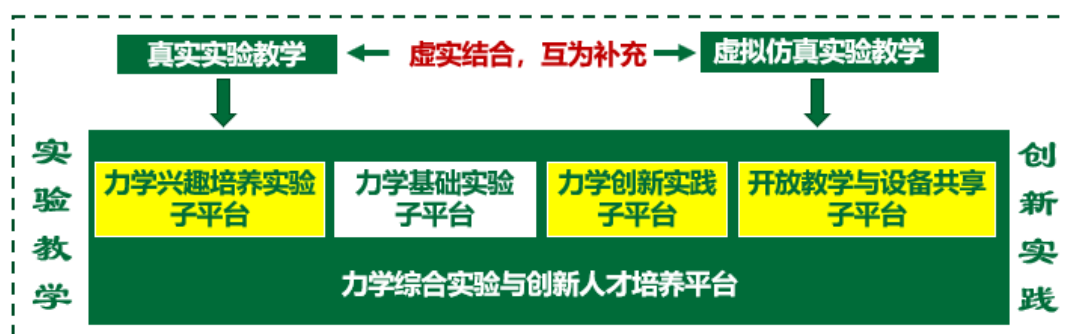 真实实验教学
虚实结合，互为补充
虚拟仿真实验教学
实验教学
力学兴趣培养实验
子平台
力学基础实验
子平台
力学创新实践
子平台
开放教学与设备共享
子平台
力学综合实验与创新人才培养平台
创新实践